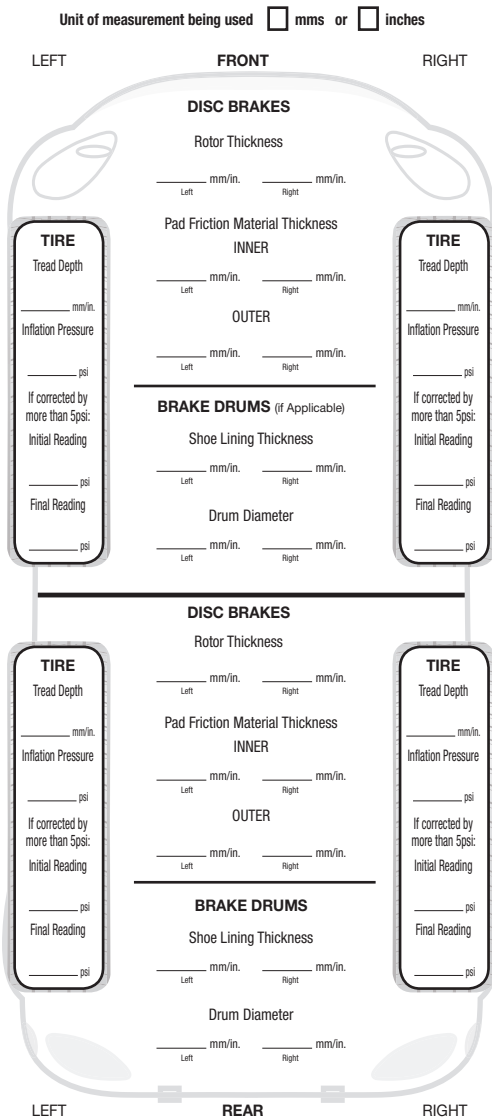 Unit of measurement being used mms or inches
LEFT FRONT RIGHT
DISC BRAKES
Rotor Thickness
mm/in. mm/in.
Left Right
Pad Friction Material Thickness
INNER
mm/in. mm/in.
Left Right
OUTER
mm/in. mm/in.
Left Right
BRAKE DRUMS (if Applicable)
Shoe Lining Thickness
mm/in. mm/in.
Left Right
Drum Diameter
mm/in. mm/in.
Left Right
TIRE
Tread Depth
mm/in.
Inflation Pressure
psi
If corrected by
more than 5psi:
Initial Reading
psi
Final Reading
psi
TIRE
Tread Depth
mm/in.
Inflation Pressure
psi
If corrected by
more than 5psi:
Initial Reading
psi
Final Reading
psi
DISC BRAKES
Rotor Thickness
mm/in. mm/in.
Left Right
Pad Friction Material Thickness
INNER
mm/in. mm/in.
Left Right
OUTER
mm/in. mm/in.
Left Right
BRAKE DRUMS
Shoe Lining Thickness
mm/in. mm/in.
Left Right
Drum Diameter
mm/in. mm/in.
Left Right
TIRE
Tread Depth
mm/in.
Inflation Pressure
psi
If corrected by
more than 5psi:
Initial Reading
psi
Final Reading
psi
TIRE
Tread Depth
mm/in.
Inflation Pressure
psi
If corrected by
more than 5psi:
Initial Reading
psi
Final Reading
psi
LEFT REAR RIGHT